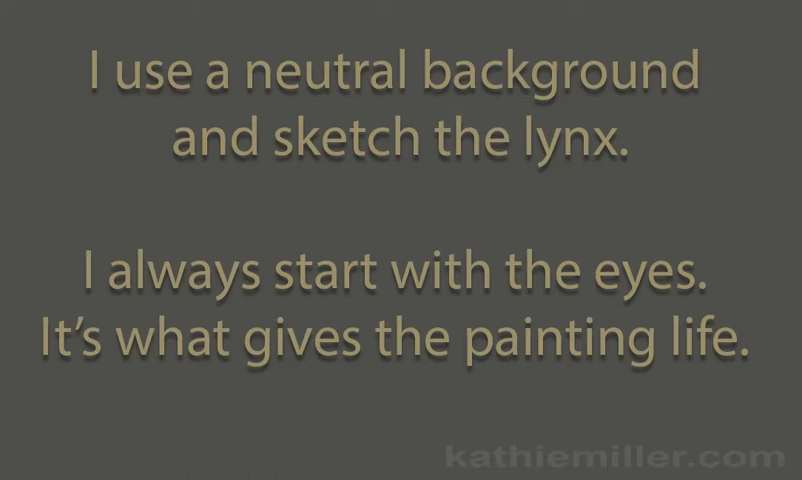 I use a neutral background
and sketch the lynx.
I always start with the eyes.
It's what gives the painting life.
kathiemiller.com